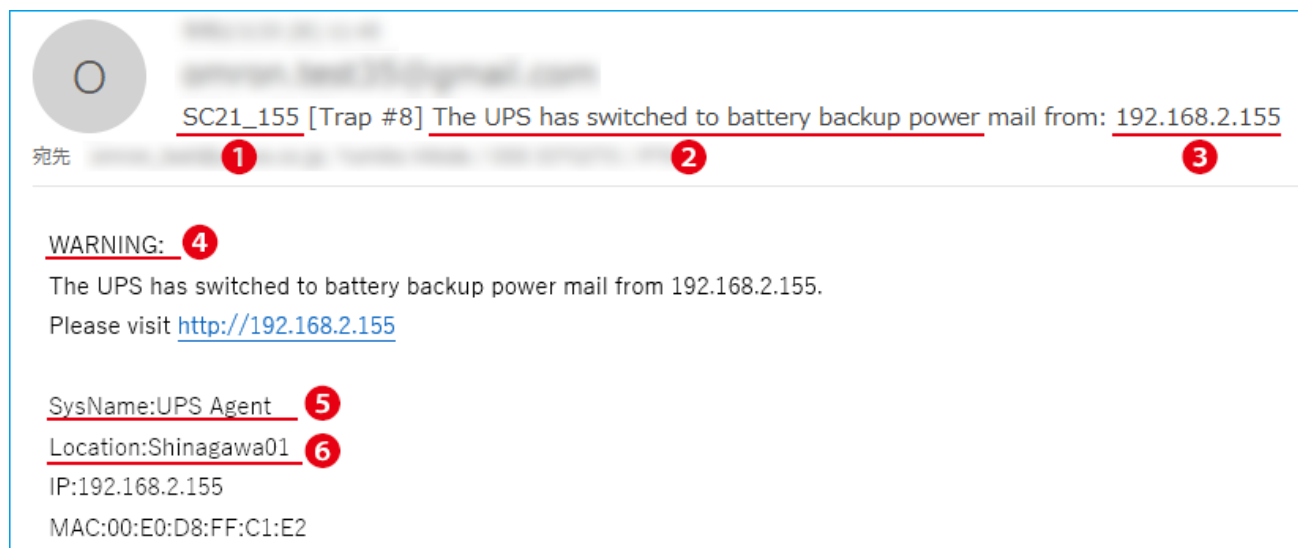 O
SC21_155 [Trap #8] The UPS has switched to battery backup power mail from: 192.168.2.155
宛先
1 2 3
WARNING: 4
The UPS has switched to battery backup power mail from 192.168.2.155.
Please visit http://192.168.2.155
SysName:UPS Agent 5
Location:Shinagawa01 6
IP:192.168.2.155
MAC:00:E0:D8:FF:C1:E2